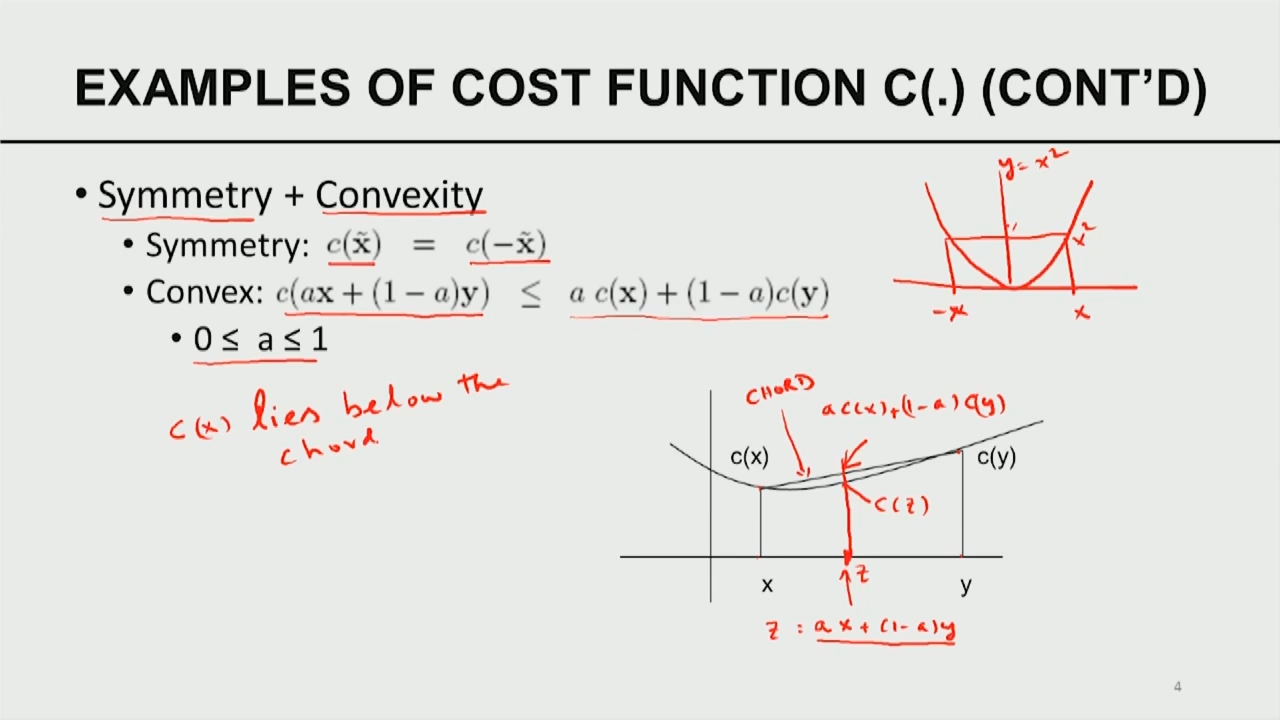 EXAMPLES OF COST FUNCTION C(.) (CONT'D)
• Symmetry + Convexity
• Symmetry: c(x̃) = c(−x̃)
• Convex: c(ax + (1 − a)y) ≤ a c(x) + (1 − a)c(y)
• 0 ≤ a ≤ 1
c(x) lies below the
chord
y = x²
x²
-x
x
CHORD
a c(x) + (1-a) c(y)
c(x)
c(y)
c(z)
z
x
y
z : ax + (1-a)y
4